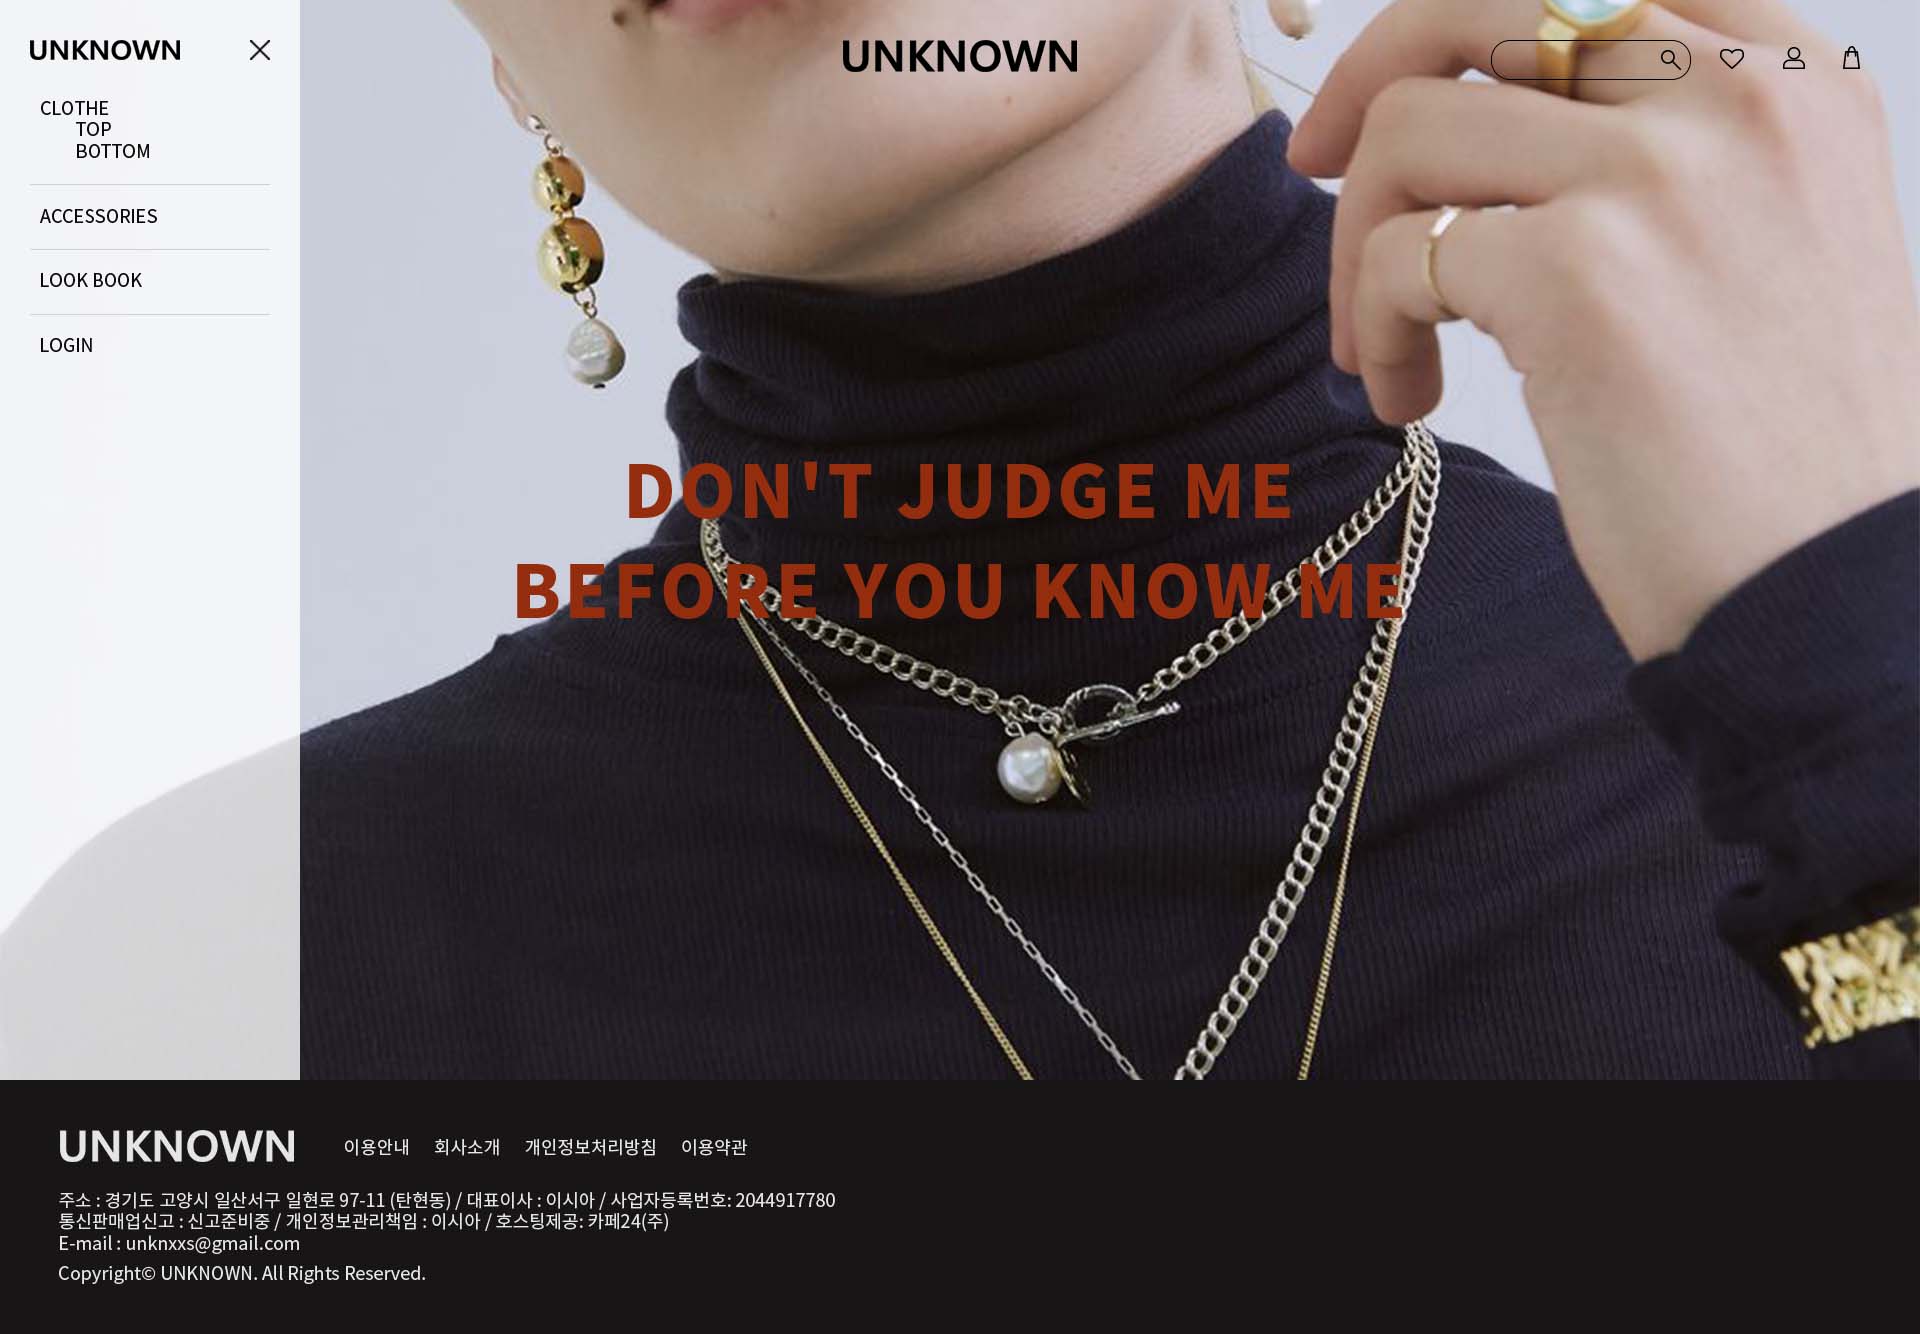 UNKNOWN
CLOTHE
TOP
BOTTOM
ACCESSORIES
LOOK BOOK
LOGIN
UNKNOWN
DON'T JUDGE ME
BEFORE YOU KNOW ME
UNKNOWN
이용안내 회사소개 개인정보처리방침 이용약관
주소 : 경기도 고양시 일산서구 일현로 97-11 (탄현동) / 대표이사 : 이시아 / 사업자등록번호: 2044917780
통신판매업신고 : 신고준비중 / 개인정보관리책임 : 이시아 / 호스팅제공: 카페24(주)
E-mail : unknxxs@gmail.com
Copyright© UNKNOWN. All Rights Reserved.